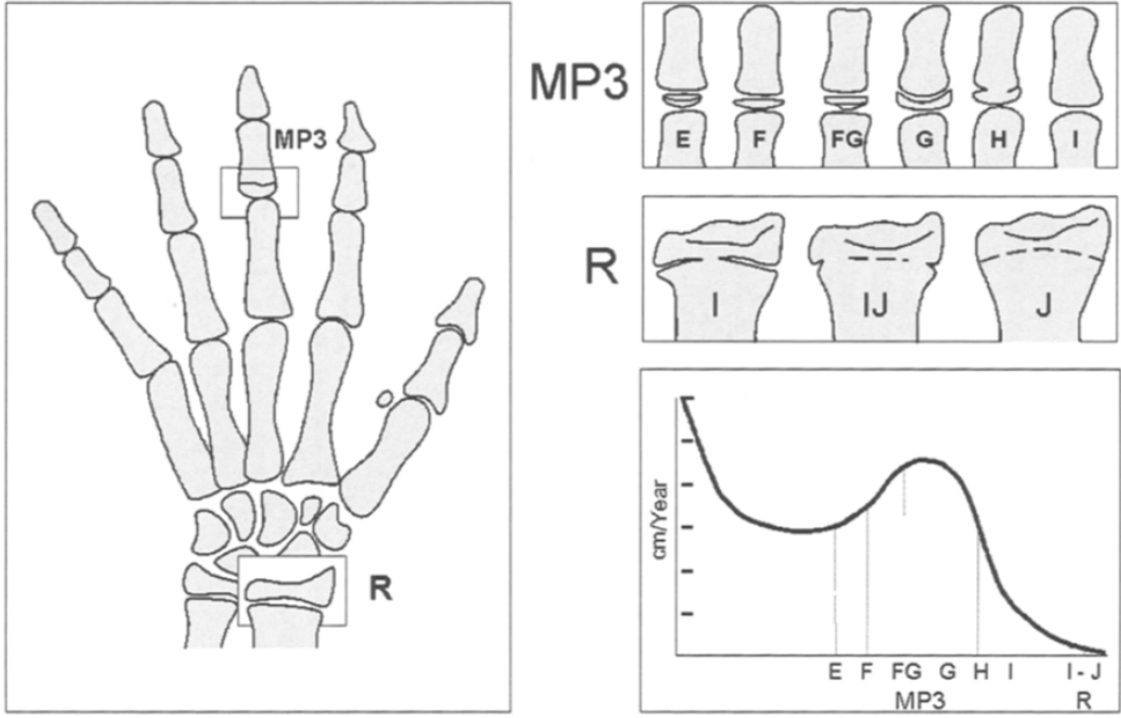 MP3
R
MP3
E F FG G H I
R
I IJ J
cm/Year
E F FG G H I I - J
MP3 R